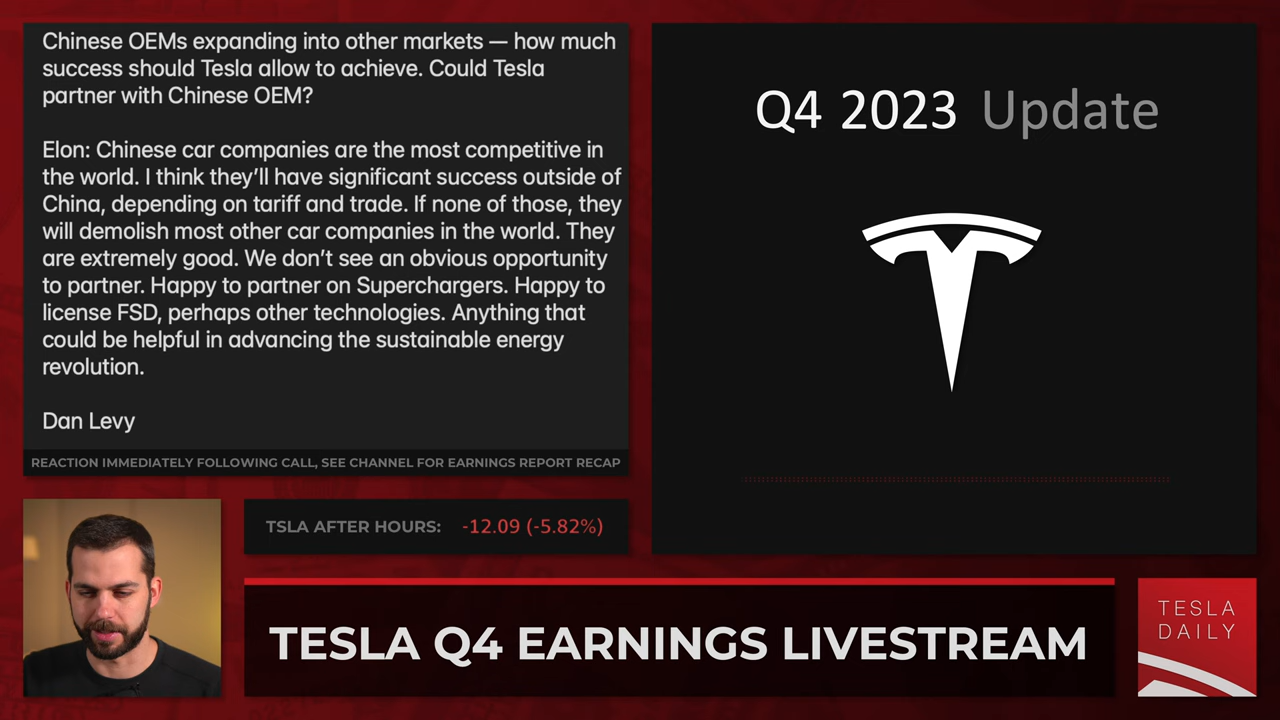 Chinese OEMs expanding into other markets — how much
success should Tesla allow to achieve. Could Tesla
partner with Chinese OEM?
Elon: Chinese car companies are the most competitive in
the world. I think they’ll have significant success outside of
China, depending on tariff and trade. If none of those, they
will demolish most other car companies in the world. They
are extremely good. We don’t see an obvious opportunity
to partner. Happy to partner on Superchargers. Happy to
license FSD, perhaps other technologies. Anything that
could be helpful in advancing the sustainable energy
revolution.
Dan Levy
REACTION IMMEDIATELY FOLLOWING CALL, SEE CHANNEL FOR EARNINGS REPORT RECAP
Q4 2023 Update
TSLA AFTER HOURS: -12.09 (-5.82%)
TESLA Q4 EARNINGS LIVESTREAM
TESLA
DAILY